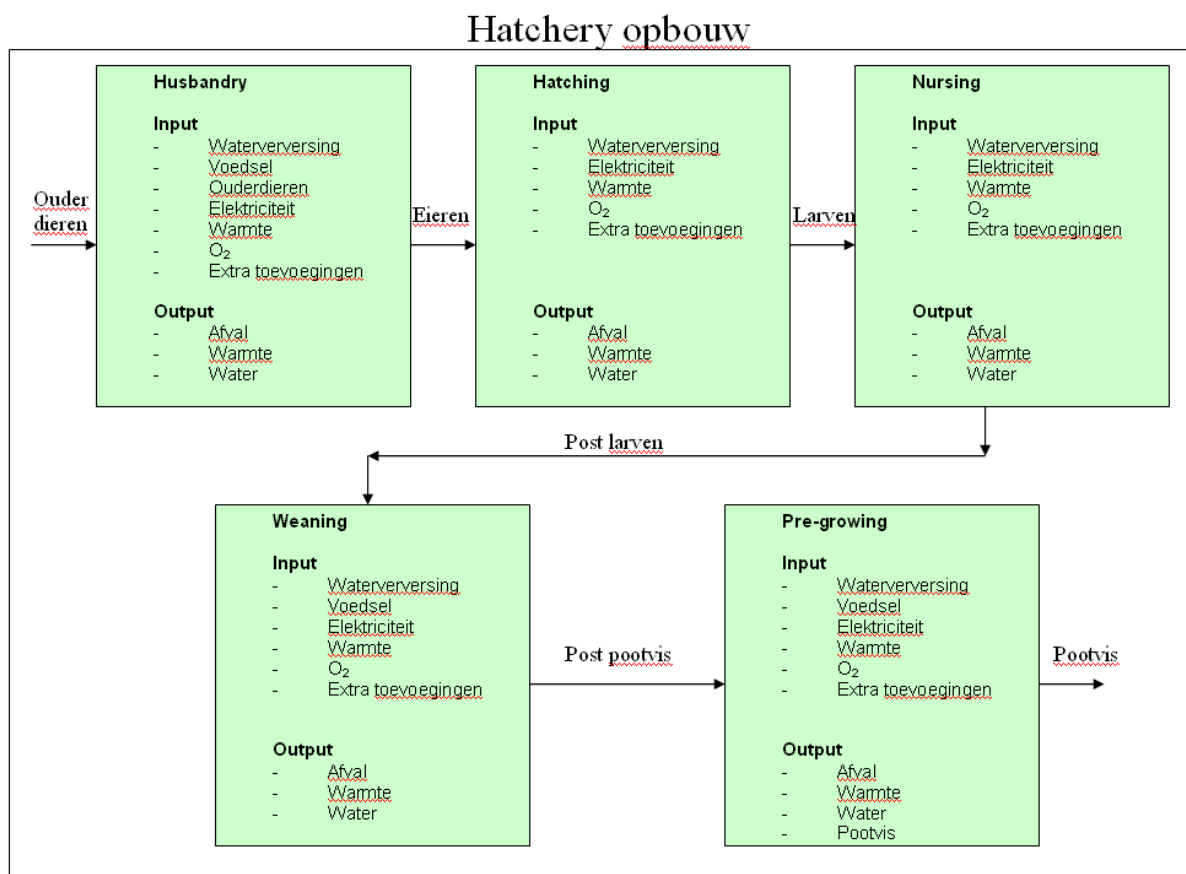 Hatchery opbouw
Ouder
dieren
Husbandry
Input
- Waterverversing
- Voedsel
- Ouderdieren
- Elektriciteit
- Warmte
- O₂
- Extra toevoegingen
Output
- Afval
- Warmte
- Water
Eieren
Hatching
Input
- Waterverversing
- Elektriciteit
- Warmte
- O₂
- Extra toevoegingen
Output
- Afval
- Warmte
- Water
Larven
Nursing
Input
- Waterverversing
- Elektriciteit
- Warmte
- O₂
- Extra toevoegingen
Output
- Afval
- Warmte
- Water
Post larven
Weaning
Input
- Waterverversing
- Voedsel
- Elektriciteit
- Warmte
- O₂
- Extra toevoegingen
Output
- Afval
- Warmte
- Water
Post pootvis
Pre-growing
Input
- Waterverversing
- Voedsel
- Elektriciteit
- Warmte
- O₂
- Extra toevoegingen
Output
- Afval
- Warmte
- Water
- Pootvis
Pootvis